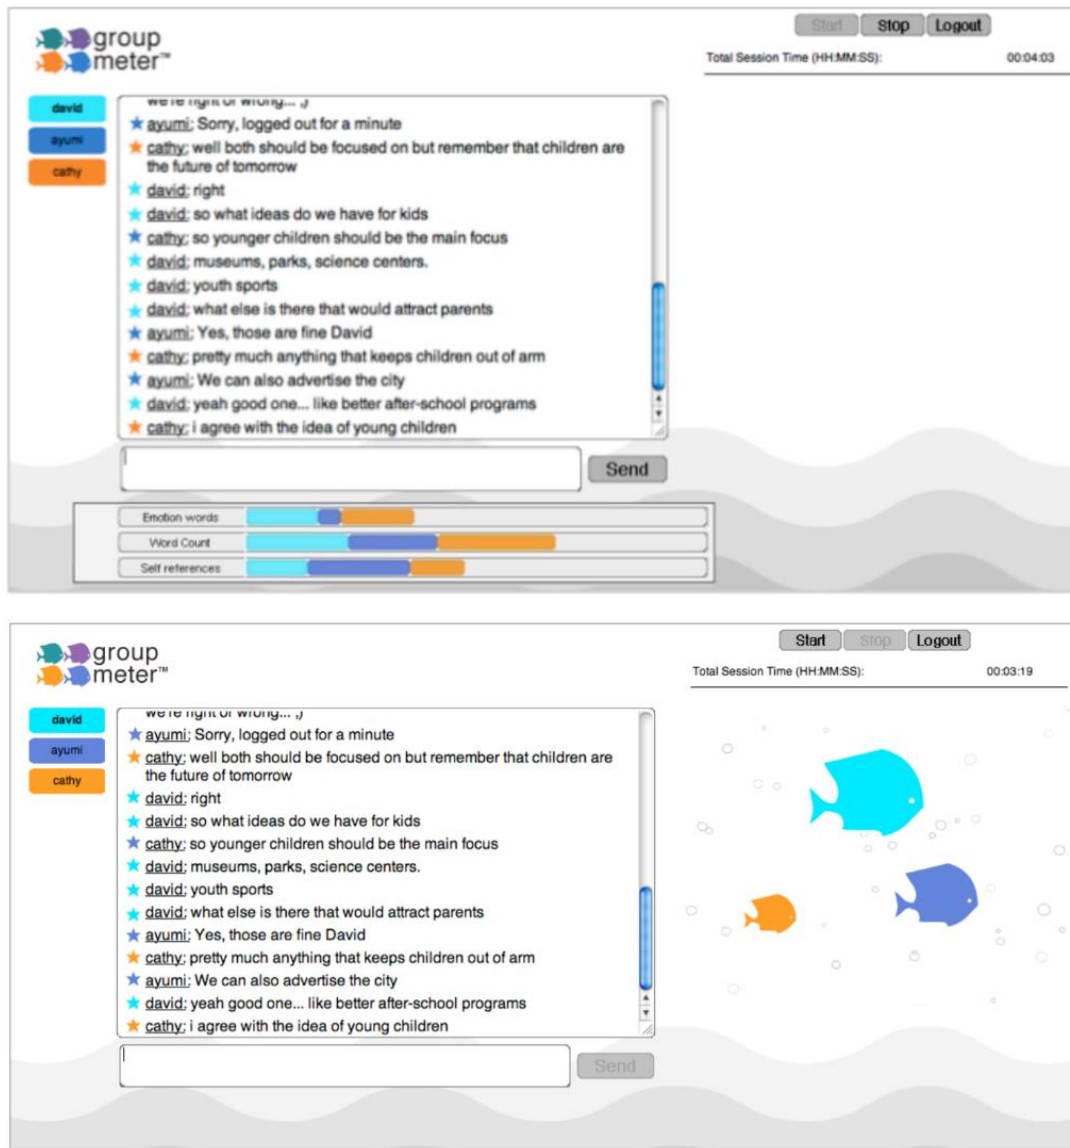 group
meter™
Start Stop Logout
Total Session Time (HH:MM:SS): 00:04:03
david
ayumi
cathy
we're right or wrong... ;)
ayumi: Sorry, logged out for a minute
cathy: well both should be focused on but remember that children are
the future of tomorrow
david: right
david: so what ideas do we have for kids
cathy: so younger children should be the main focus
david: museums, parks, science centers.
david: youth sports
david: what else is there that would attract parents
ayumi: Yes, those are fine David
cathy: pretty much anything that keeps children out of arm
ayumi: We can also advertise the city
david: yeah good one... like better after-school programs
cathy: i agree with the idea of young children
Send
Emotion words
Word Count
Self references
group
meter™
Start Stop Logout
Total Session Time (HH:MM:SS): 00:03:19
david
ayumi
cathy
we're right or wrong... ;)
ayumi: Sorry, logged out for a minute
cathy: well both should be focused on but remember that children are
the future of tomorrow
david: right
david: so what ideas do we have for kids
cathy: so younger children should be the main focus
david: museums, parks, science centers.
david: youth sports
david: what else is there that would attract parents
ayumi: Yes, those are fine David
cathy: pretty much anything that keeps children out of arm
ayumi: We can also advertise the city
david: yeah good one... like better after-school programs
cathy: i agree with the idea of young children
Send